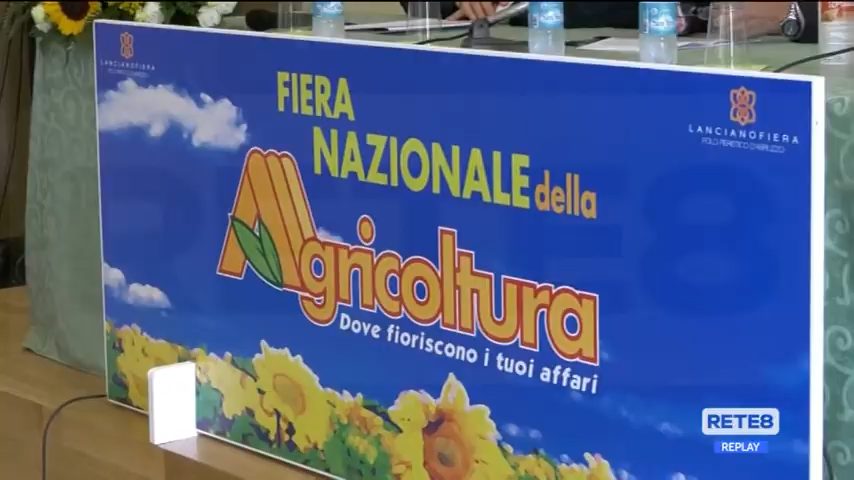 LANCIANOFIERA
FIERA
NAZIONALE della
Agricoltura
Dove fioriscono i tuoi affari
LANCIANOFIERA
POLO FIERISTICO D'ABRUZZO
RETE8
REPLAY